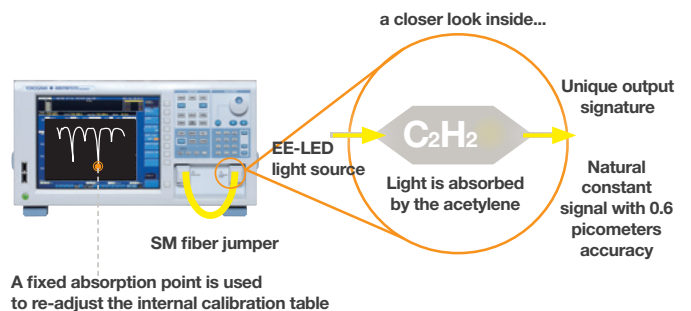 a closer look inside...
YOKOGAWA
Unique output
signature
C2H2
EE-LED
light source
Light is absorbed
by the acetylene
Natural
constant
signal with 0.6
picometers
accuracy
SM fiber jumper
A fixed absorption point is used
to re-adjust the internal calibration table